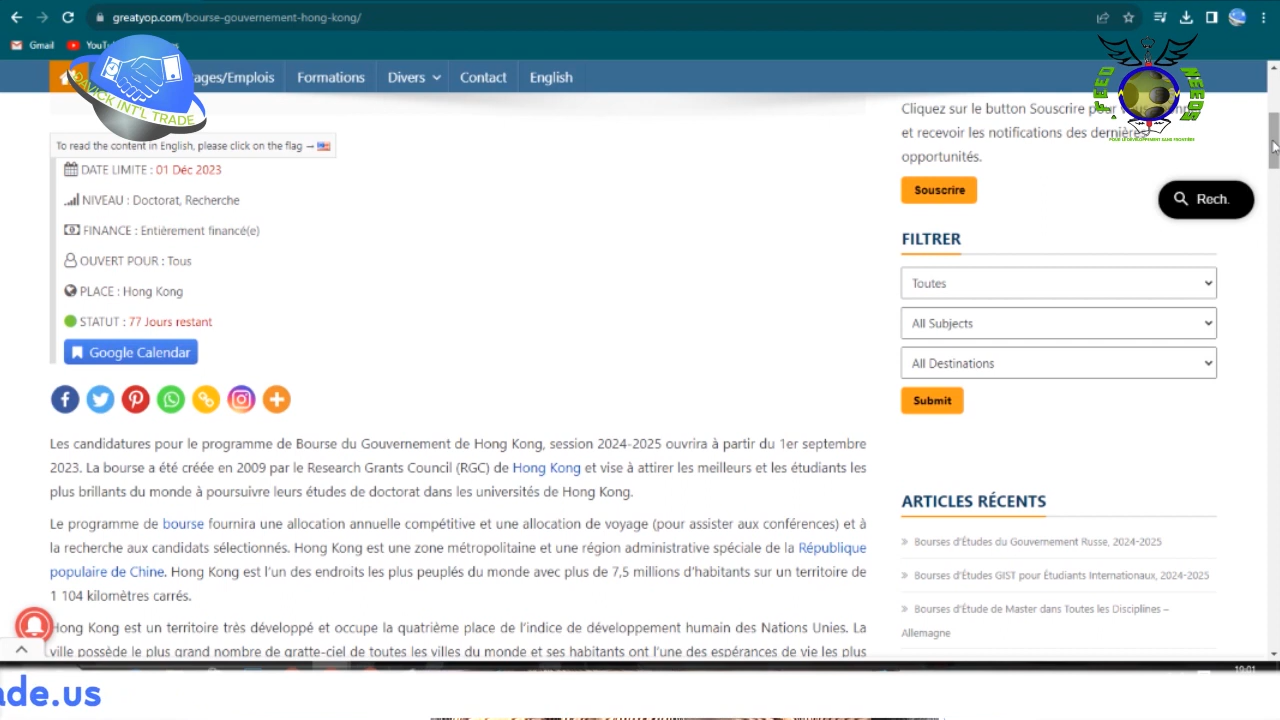 greatyop.com/bourse-gouvernement-hong-kong/
Gmail
DAVICK INT'L TRADE
ages/Emplois
Formations
Divers
Contact
English
To read the content in English, please click on the flag →
DATE LIMITE : 01 Déc 2023
NIVEAU : Doctorat, Recherche
FINANCE : Entièrement financé(e)
OUVERT POUR : Tous
PLACE : Hong Kong
STATUT : 77 Jours restant
Google Calendar
Les candidatures pour le programme de Bourse du Gouvernement de Hong Kong, session 2024-2025 ouvrira à partir du 1er septembre
2023. La bourse a été créée en 2009 par le Research Grants Council (RGC) de Hong Kong et vise à attirer les meilleurs et les étudiants les
plus brillants du monde à poursuivre leurs études de doctorat dans les universités de Hong Kong.
Le programme de bourse fournira une allocation annuelle compétitive et une allocation de voyage (pour assister aux conférences) et à
la recherche aux candidats sélectionnés. Hong Kong est une zone métropolitaine et une région administrative spéciale de la République
populaire de Chine. Hong Kong est l'un des endroits les plus peuplés du monde avec plus de 7,5 millions d'habitants sur un territoire de
1 104 kilomètres carrés.
Hong Kong est un territoire très développé et occupe la quatrième place de l'indice de développement humain des Nations Unies. La
ville possède le plus grand nombre de gratte-ciel de toutes les villes du monde et ses habitants ont l'une des espérances de vie les plus
Cliquez sur le button Souscrire
et recevoir les notifications des dernières
opportunités.
Souscrire
Rech.
FILTRER
Toutes
All Subjects
All Destinations
Submit
ARTICLES RÉCENTS
» Bourses d'Études du Gouvernement Russe, 2024-2025
» Bourses d'Études GIST pour Étudiants Internationaux, 2024-2025
» Bourses d'Étude de Master dans Toutes les Disciplines –
Allemagne
19:01
ade.us